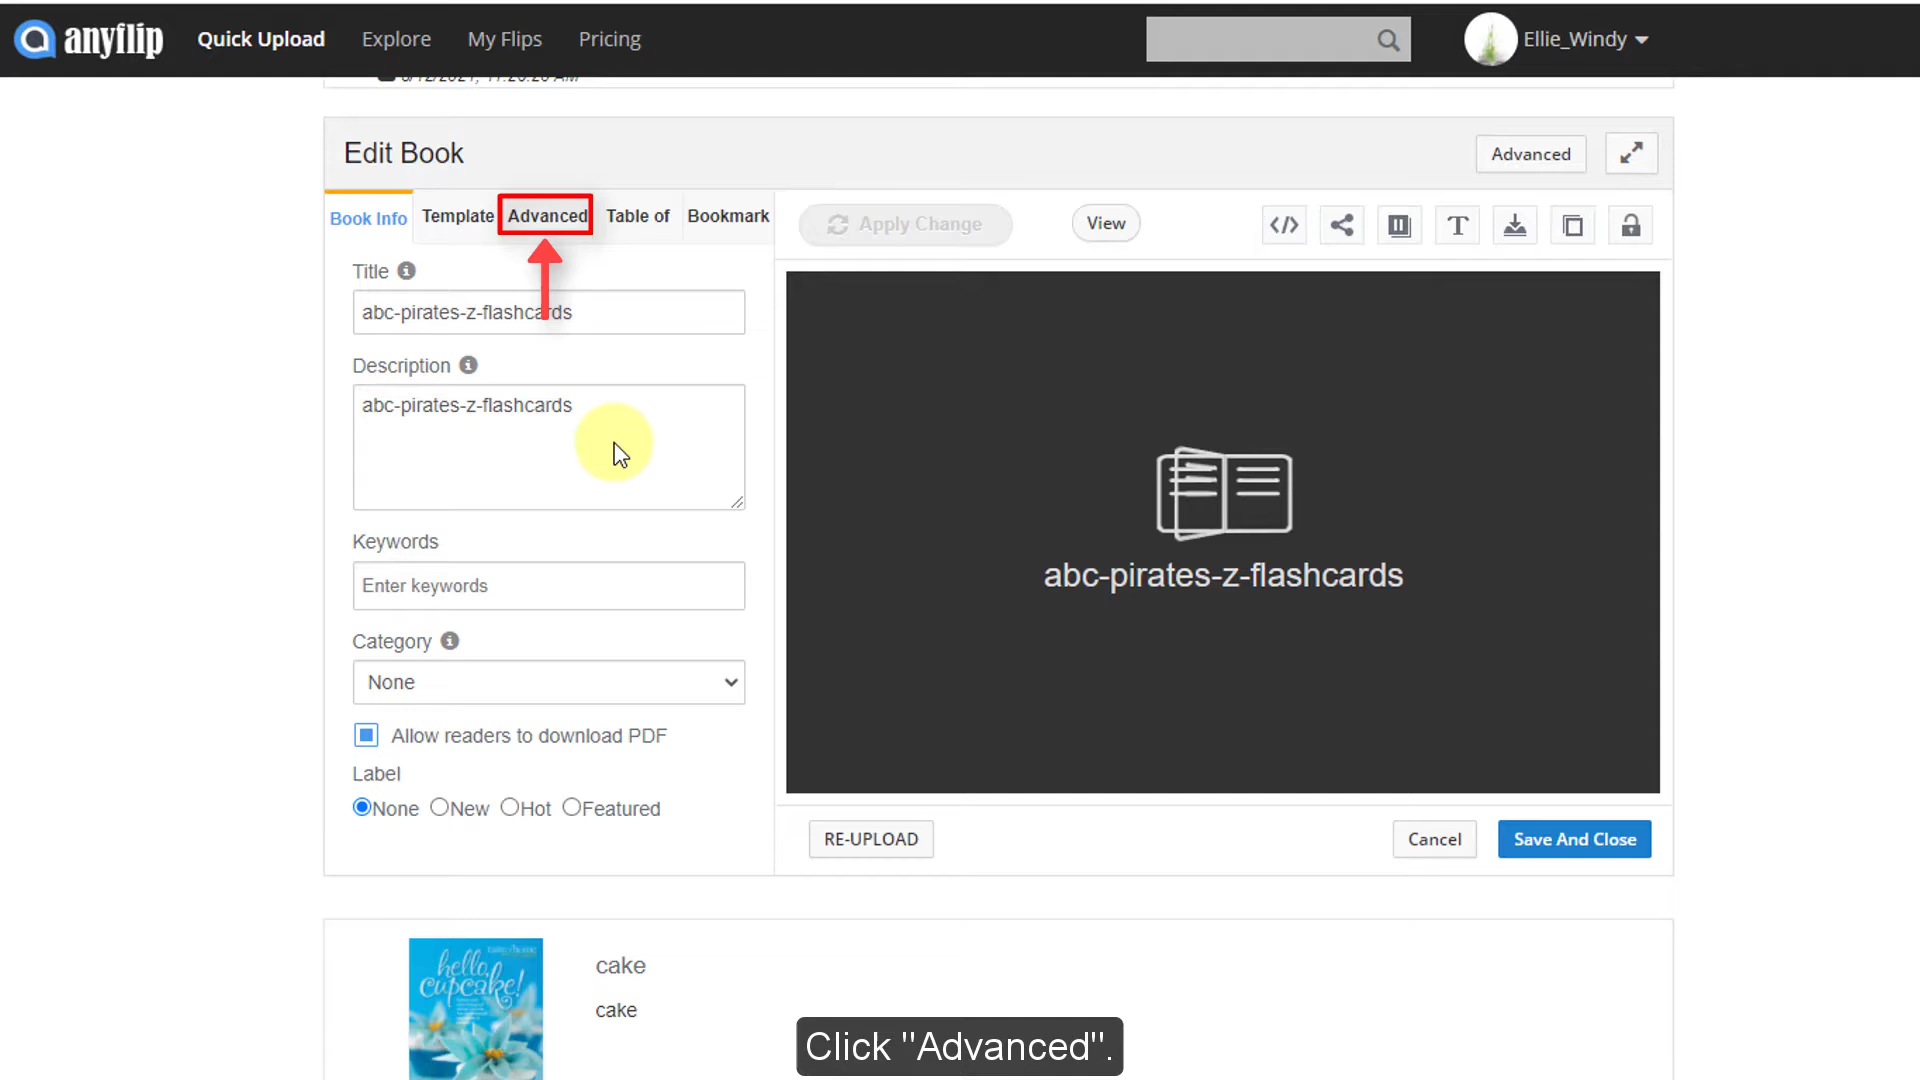 anyflip
Quick Upload
Explore
My Flips
Pricing
Ellie_Windy
Edit Book
Advanced
Book Info
Template
Advanced
Table of
Bookmark
Apply Change
View
Title
abc-pirates-z-flashcards
Description
abc-pirates-z-flashcards
Keywords
Enter keywords
Category
None
Allow readers to download PDF
Label
None New Hot Featured
abc-pirates-z-flashcards
RE-UPLOAD
Cancel
Save And Close
hello,
cupcake!
cake
cake
Click "Advanced".